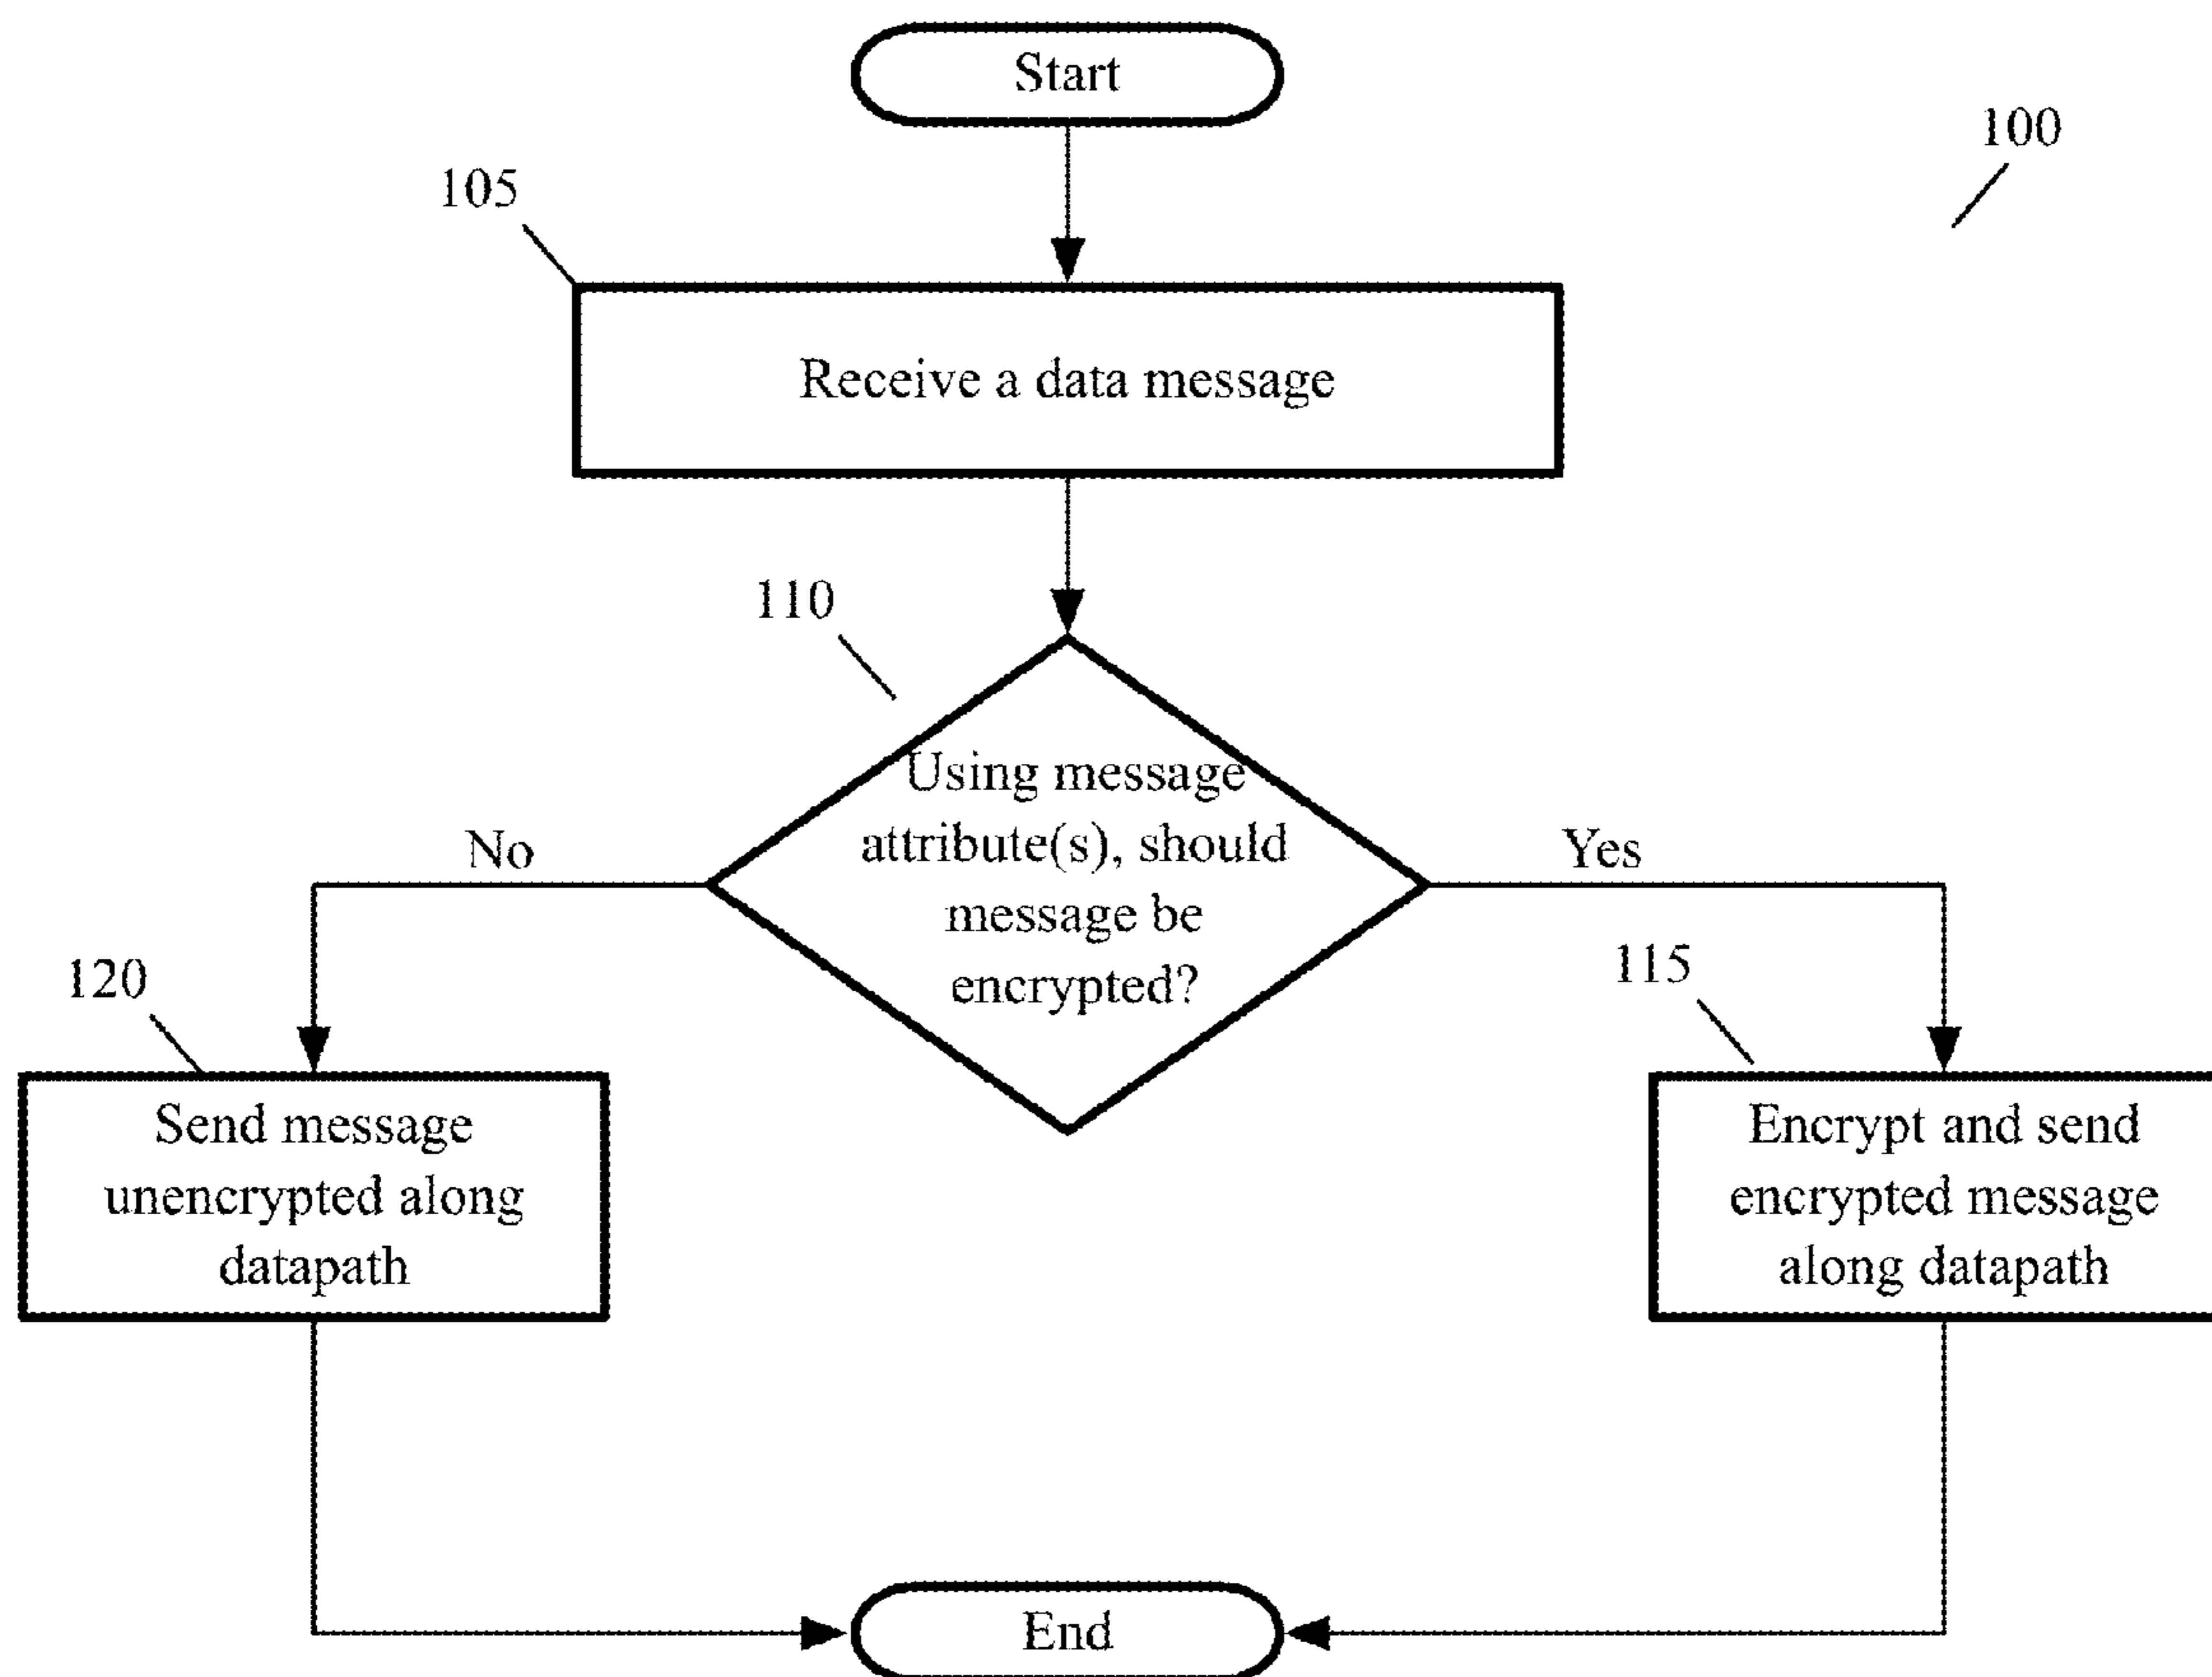 Start
100
105
Receive a data message
110
Using message
attribute(s), should
message be
encrypted?
No
Yes
120
115
Send message
unencrypted along
datapath
Encrypt and send
encrypted message
along datapath
End